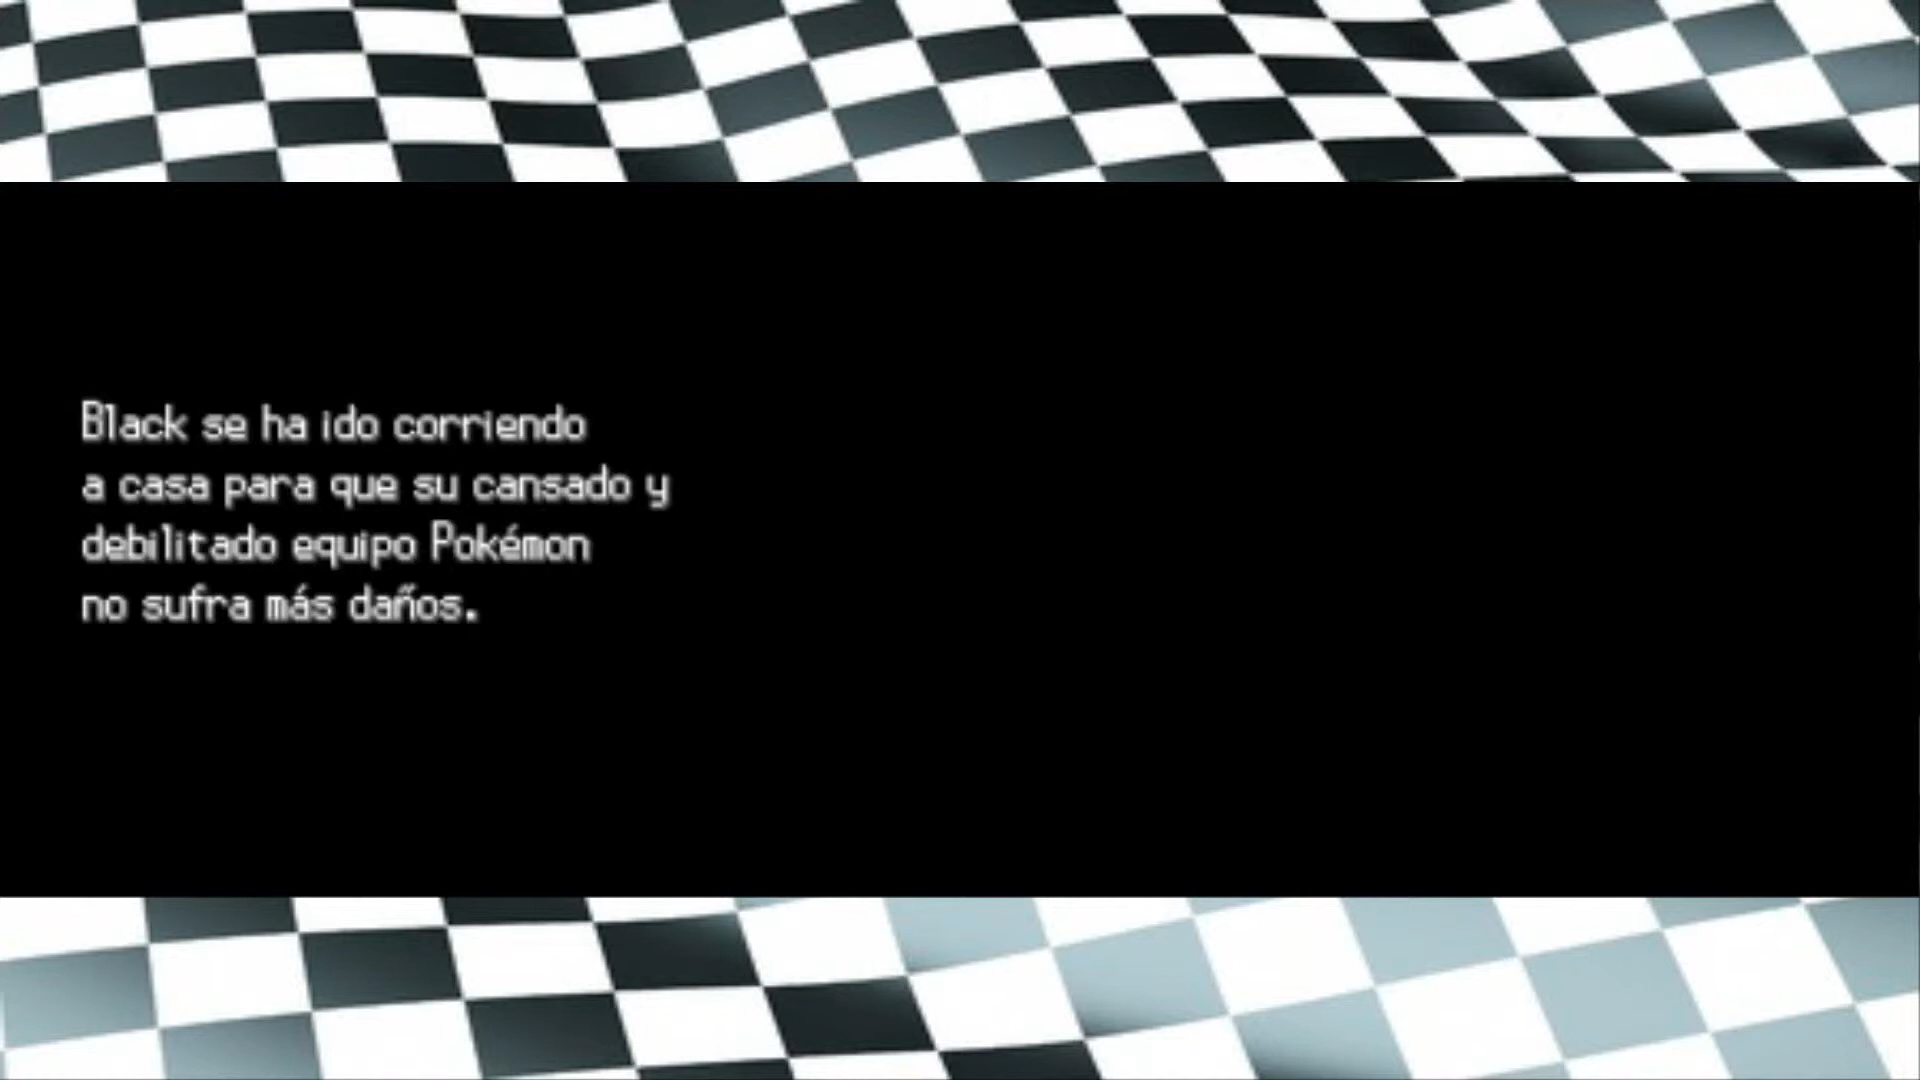 Black se ha ido corriendo
a casa para que su cansado y
debilitado equipo Pokémon
no sufra más daños.